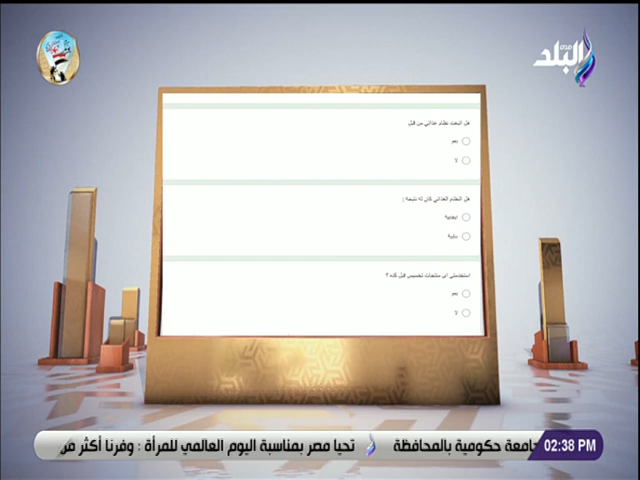 صدى البلد
هل اتبعت نظام غذائي من قبل
نعم
لا
هل النظام الغذائي كان له نتيجة :
ايجابية
سلبية
استخدمتي اى منتجات تخسيس قبل كده ؟
نعم
لا
جامعة حكومية بالمحافظة
تحيا مصر بمناسبة اليوم العالمي للمرأة : وفرنا أكثر من
02:38 PM